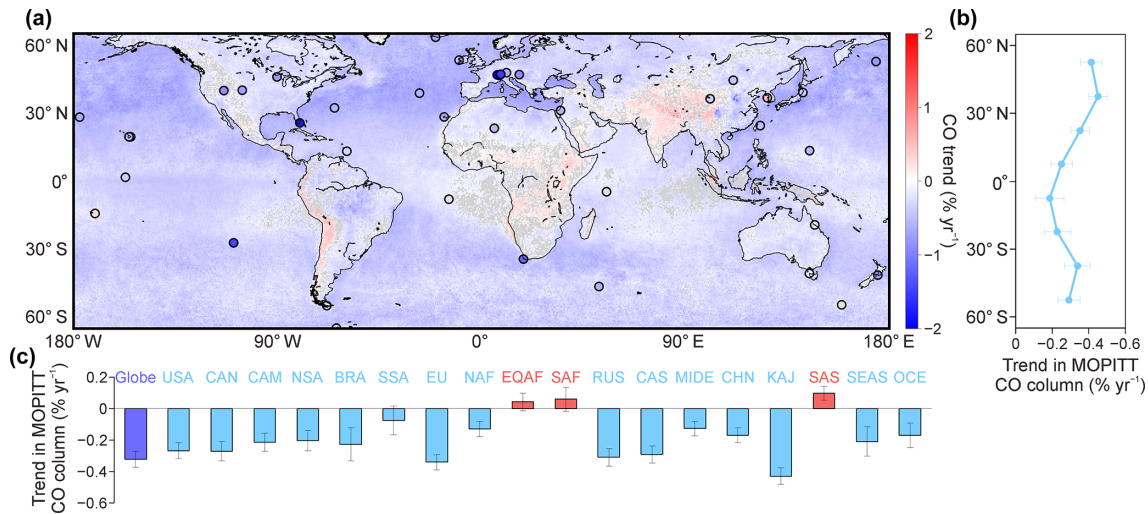 (a)
60° N
30° N
0°
30° S
60° S
180° W
90° W
0°
90° E
180° E
2
1
0
−1
−2
CO trend (% yr⁻¹)
(b)
60° N
30° N
0°
30° S
60° S
0
−0.2
−0.4
−0.6
Trend in MOPITT
CO column (% yr⁻¹)
(c)
Trend in MOPITT
CO column (% yr⁻¹)
0.2
0
−0.2
−0.4
−0.6
Globe USA CAN CAM NSA BRA SSA EU NAF EQAF SAF RUS CAS MIDE CHN KAJ SAS SEAS OCE